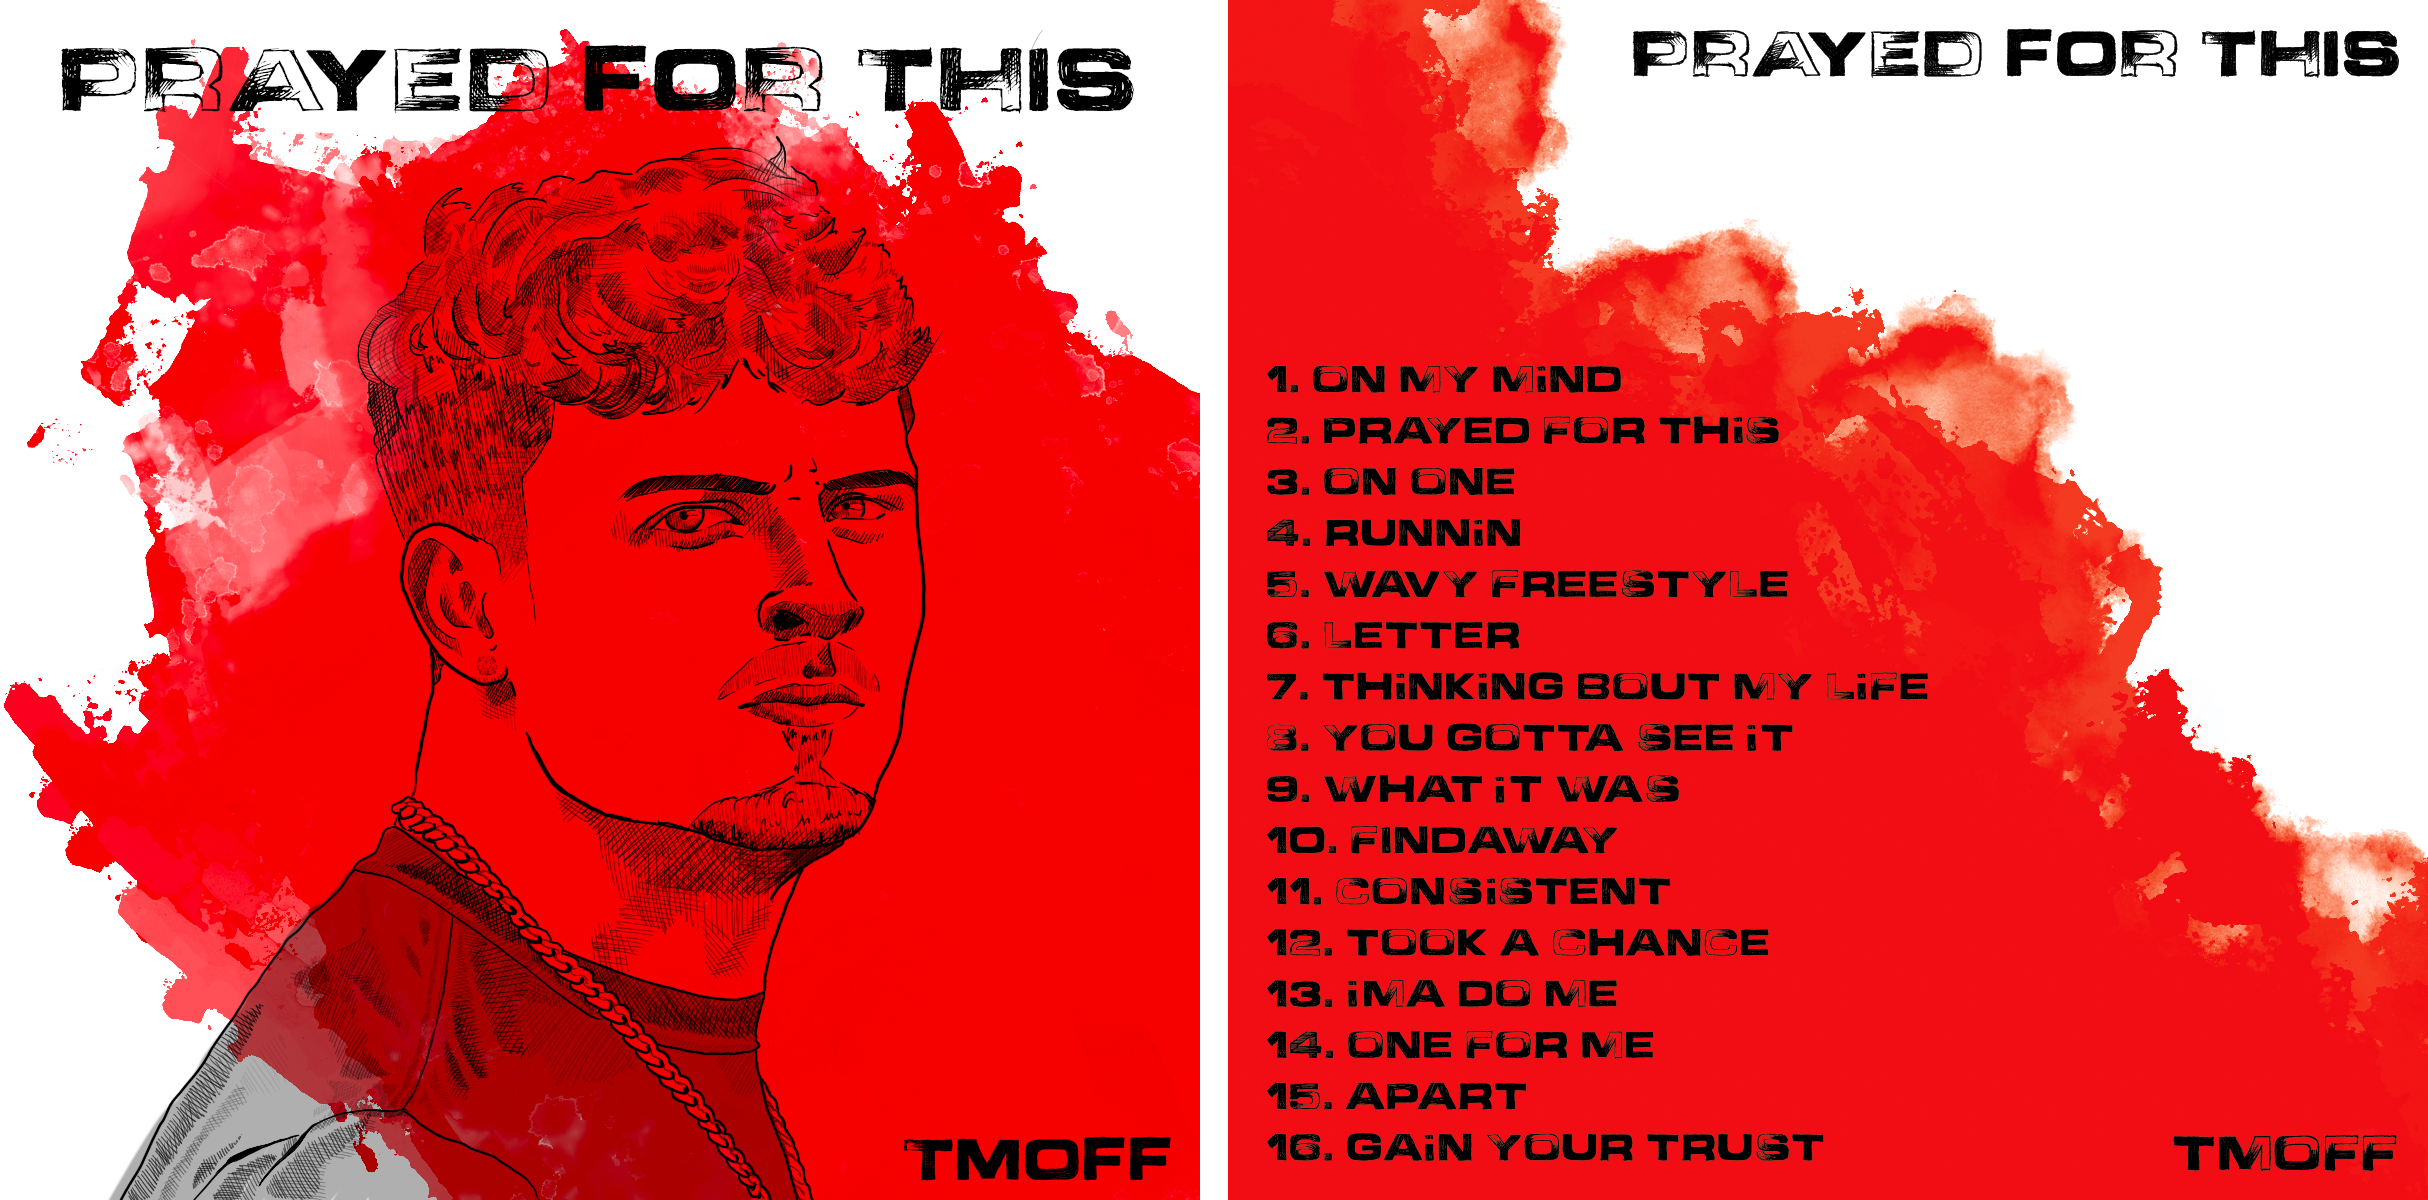 PRAYED FOR THIS
TMOFF
PRAYED FOR THIS
1. ON MY MiND
2. PRAYED FOR THiS
3. ON ONE
4. RUNNiN
5. WAVY FREESTYLE
6. LETTER
7. THiNKiNG BOUT MY LiFE
8. YOU GOTTA SEE iT
9. WHAT iT WAS
10. FINDAWAY
11. CONSiSTENT
12. TOOK A CHANCE
13. iMA DO ME
14. ONE FOR ME
15. APART
16. GAiN YOUR TRUST
TMOFF